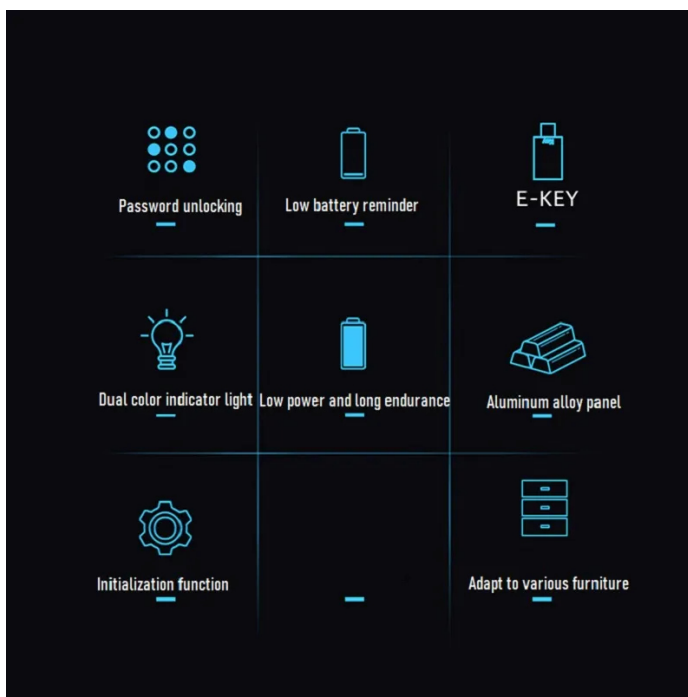 Password unlocking
Low battery reminder
E-KEY
Dual color indicator light
Low power and long endurance
Aluminum alloy panel
Initialization function
Adapt to various furniture